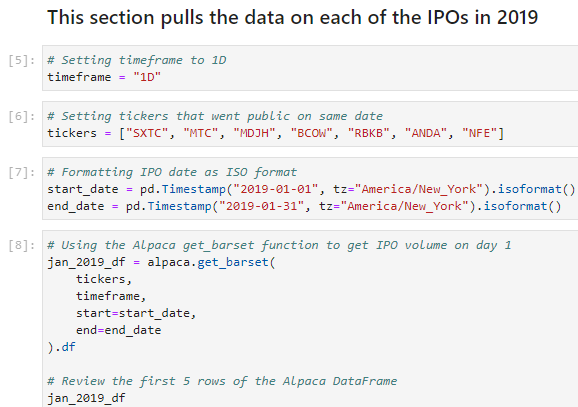 This section pulls the data on each of the IPOs in 2019
[5]: # Setting timeframe to 1D
timeframe = "1D"
[6]: # Setting tickers that went public on same date
tickers = ["SXTC", "MTC", "MDJH", "BCOW", "RBKB", "ANDA", "NFE"]
[7]: # Formatting IPO date as ISO format
start_date = pd.Timestamp("2019-01-01", tz="America/New_York").isoformat()
end_date = pd.Timestamp("2019-01-31", tz="America/New_York").isoformat()
[8]: # Using the Alpaca get_barset function to get IPO volume on day 1
jan_2019_df = alpaca.get_barset(
    tickers,
    timeframe,
    start=start_date,
    end=end_date
).df
# Review the first 5 rows of the Alpaca DataFrame
jan_2019_df